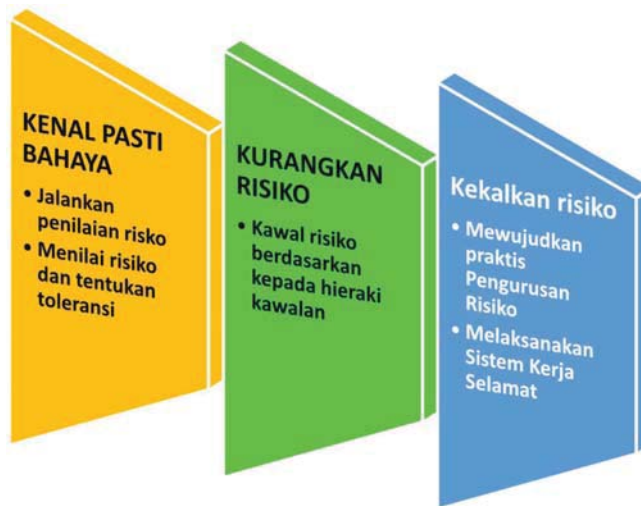 KENAL PASTI
BAHAYA
• Jalankan
penilaian risko
• Menilai risiko
dan tentukan
toleransi
KURANGKAN
RISIKO
• Kawal risiko
berdasarkan
kepada hieraki
kawalan
Kekalkan risiko
• Mewujudkan
praktis
Pengurusan
Risiko
• Melaksanakan
Sistem Kerja
Selamat